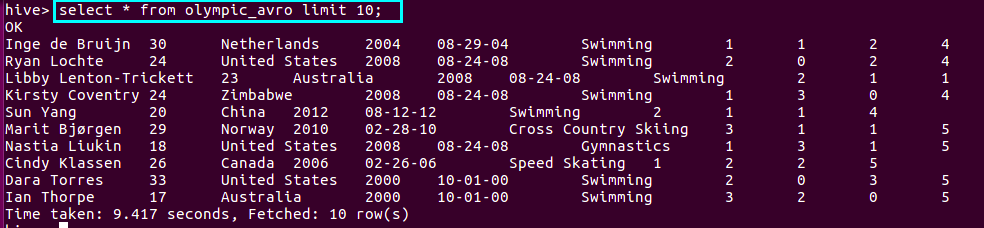 hive> select * from olympic_avro limit 10;
OK
Inge de Bruijn 30 Netherlands 2004 08-29-04 Swimming 1 1 2 4
Ryan Lochte 24 United States 2008 08-24-08 Swimming 2 0 2 4
Libby Lenton-Trickett 23 Australia 2008 08-24-08 Swimming 2 1 1
Kirsty Coventry 24 Zimbabwe 2008 08-24-08 Swimming 1 3 0 4
Sun Yang 20 China 2012 08-12-12 Swimming 2 1 1 4
Marit Bjørgen 29 Norway 2010 02-28-10 Cross Country Skiing 3 1 1 5
Nastia Liukin 18 United States 2008 08-24-08 Gymnastics 1 3 1 5
Cindy Klassen 26 Canada 2006 02-26-06 Speed Skating 1 2 2 5
Dara Torres 33 United States 2000 10-01-00 Swimming 2 0 3 5
Ian Thorpe 17 Australia 2000 10-01-00 Swimming 3 2 0 5
Time taken: 9.417 seconds, Fetched: 10 row(s)